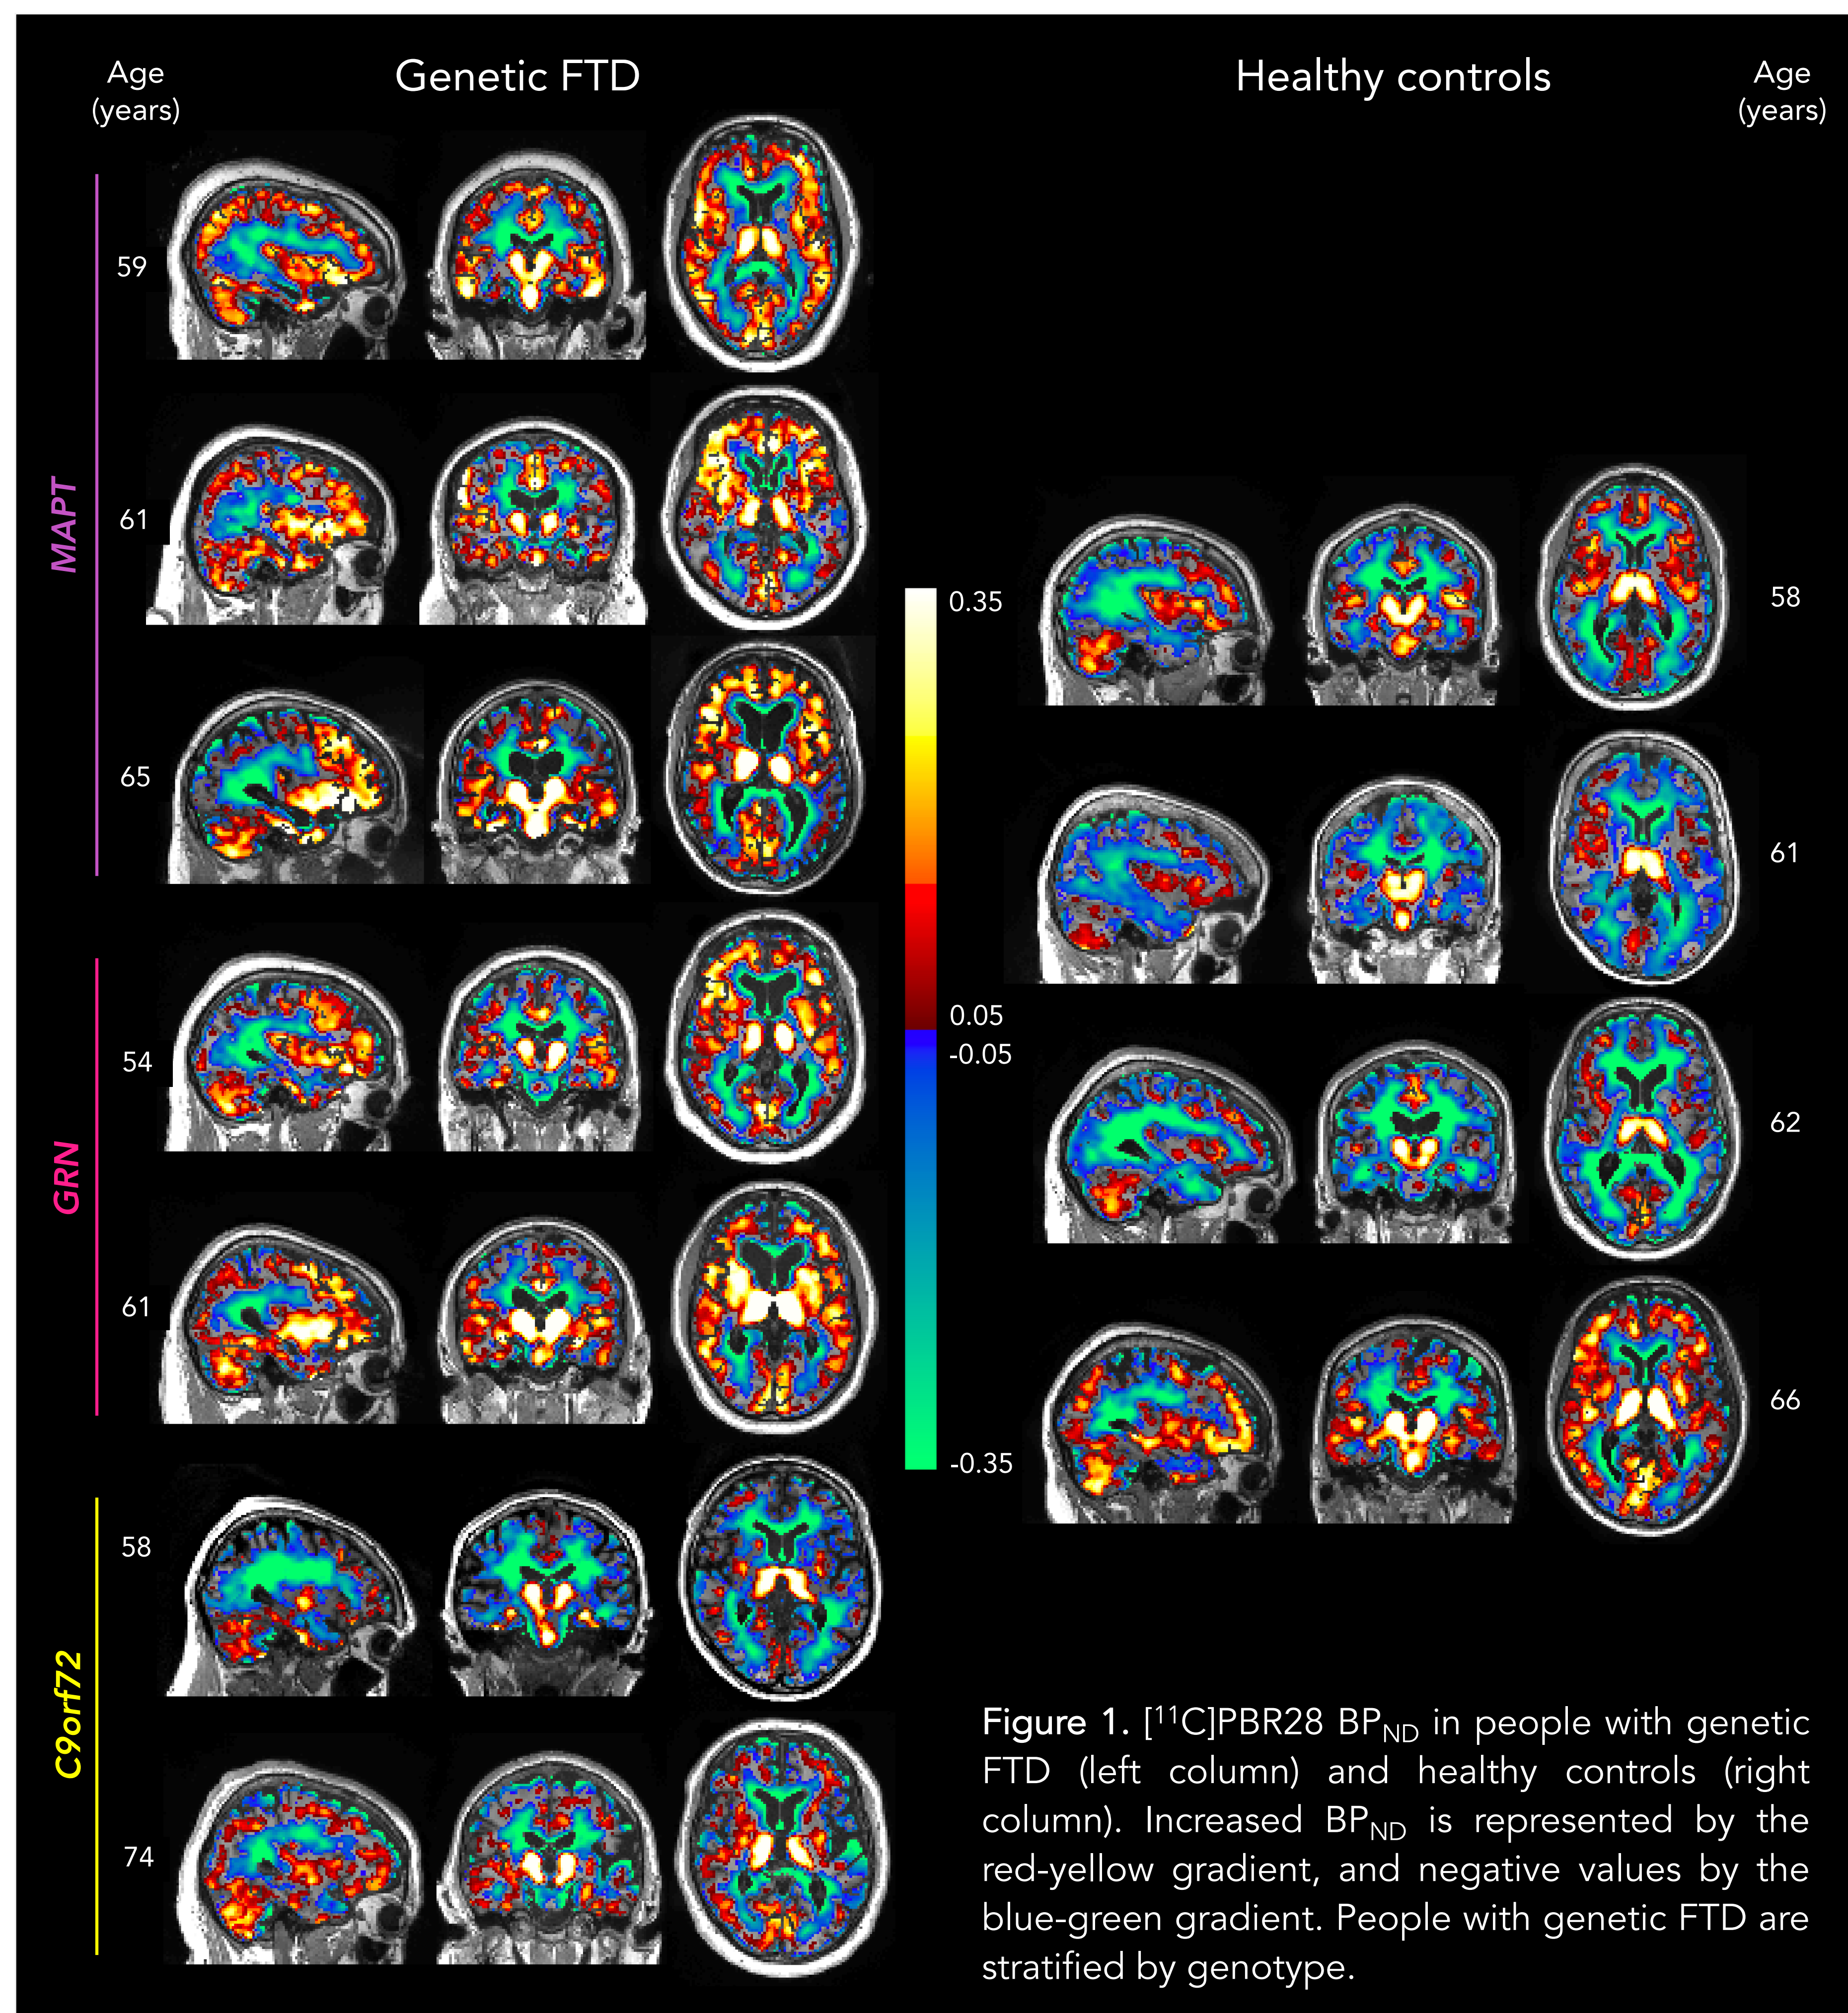 Age
(years)
Genetic FTD
Healthy controls
Age
(years)
MAPT
59
61
65
GRN
54
61
C9orf72
58
74
0.35
0.05
-0.05
-0.35
58
61
62
66
Figure 1. [¹¹C]PBR28 BP_ND in people with genetic
FTD (left column) and healthy controls (right
column). Increased BP_ND is represented by the
red-yellow gradient, and negative values by the
blue-green gradient. People with genetic FTD are
stratified by genotype.